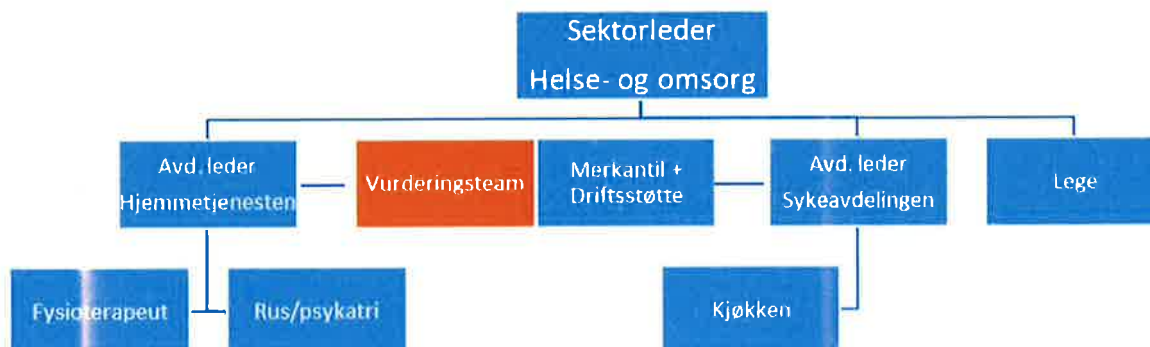 Sektorleder
Helse- og omsorg
Avd. leder
Hjemmetjenesten
Vurderingsteam
Merkantil +
Driftsstøtte
Avd. leder
Sykeavdelingen
Lege
Fysioterapeut
Rus/psykatri
Kjøkken